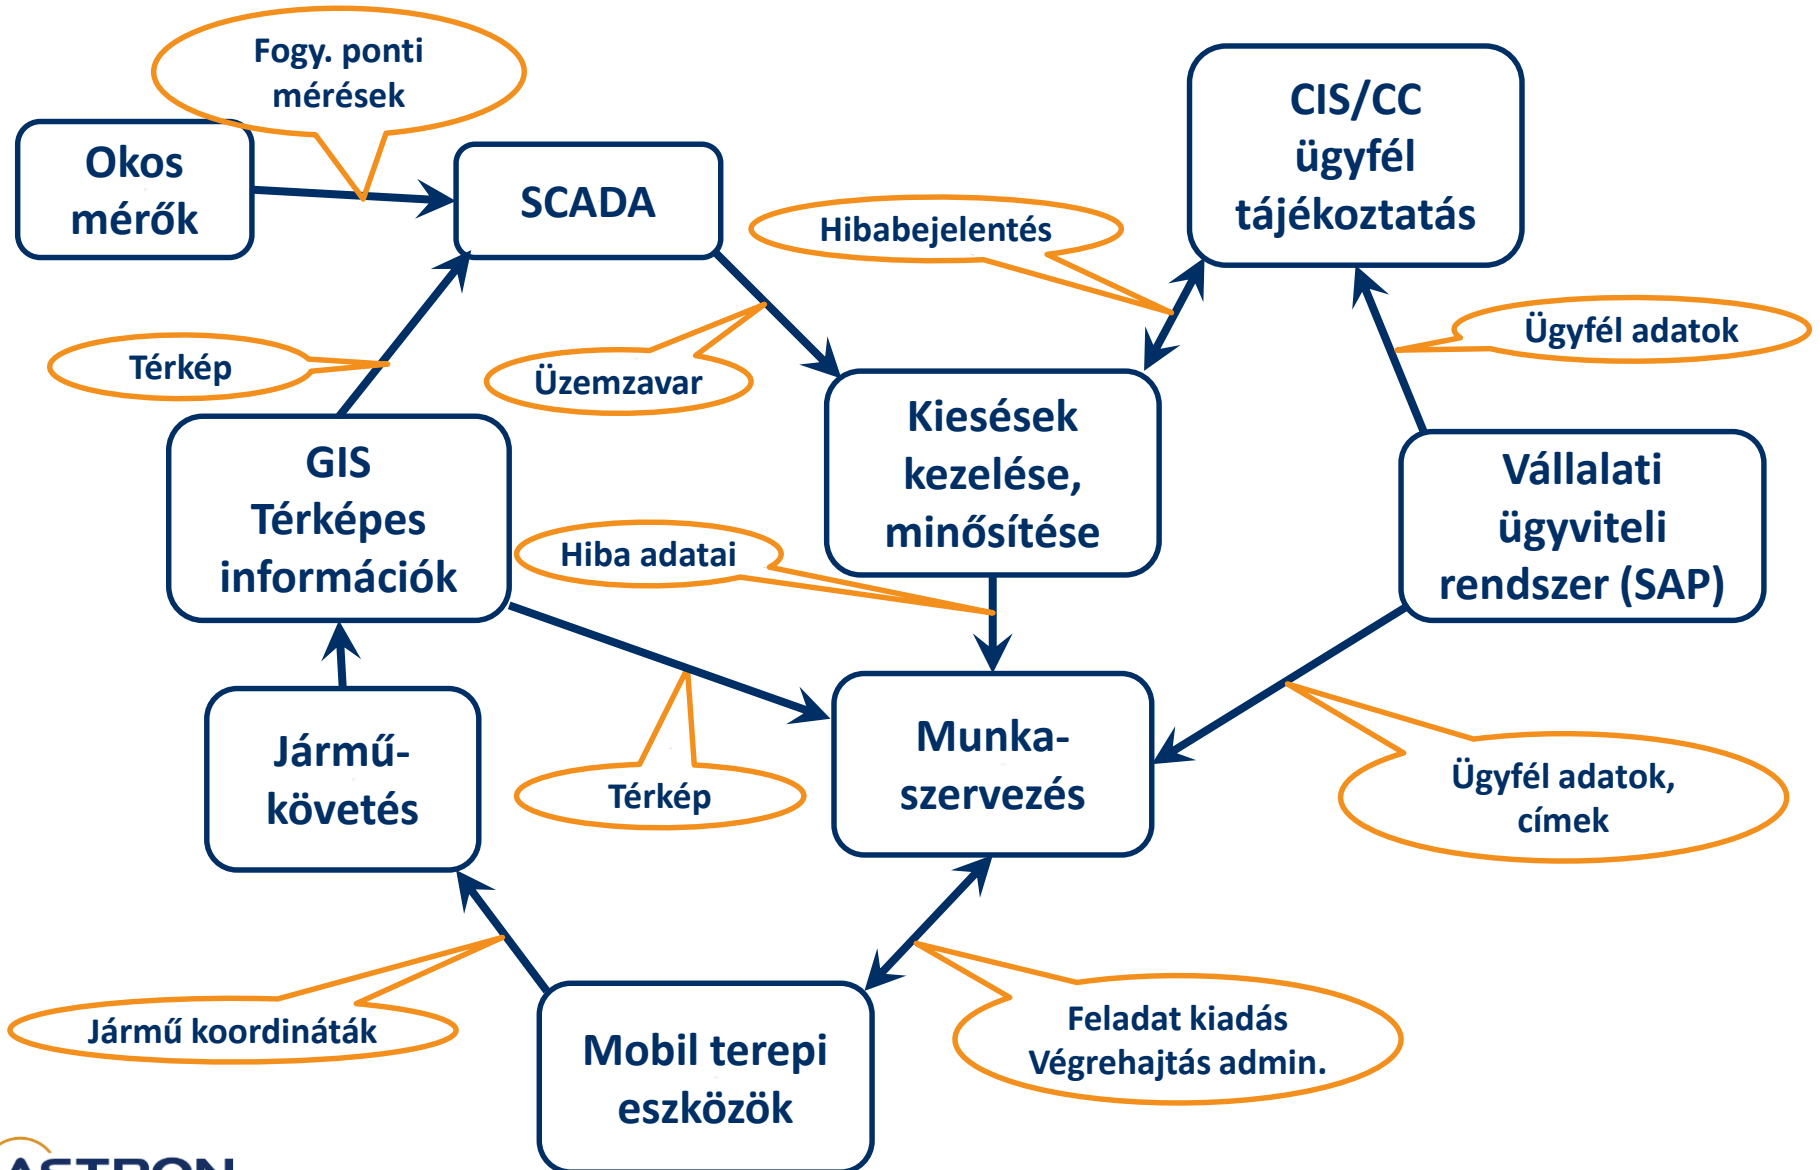 Fogy. ponti
mérések
Okos
mérők
SCADA
CIS/CC
ügyfél
tájékoztatás
Hibabejelentés
Ügyfél adatok
Térkép
Üzemzavar
GIS
Térképes
információk
Kiesések
kezelése,
minősítése
Vállalati
ügyviteli
rendszer (SAP)
Hiba adatai
Jármű-
követés
Térkép
Munka-
szervezés
Ügyfél adatok,
címek
Jármű koordináták
Mobil terepi
eszközök
Feladat kiadás
Végrehajtás admin.
ASTRON